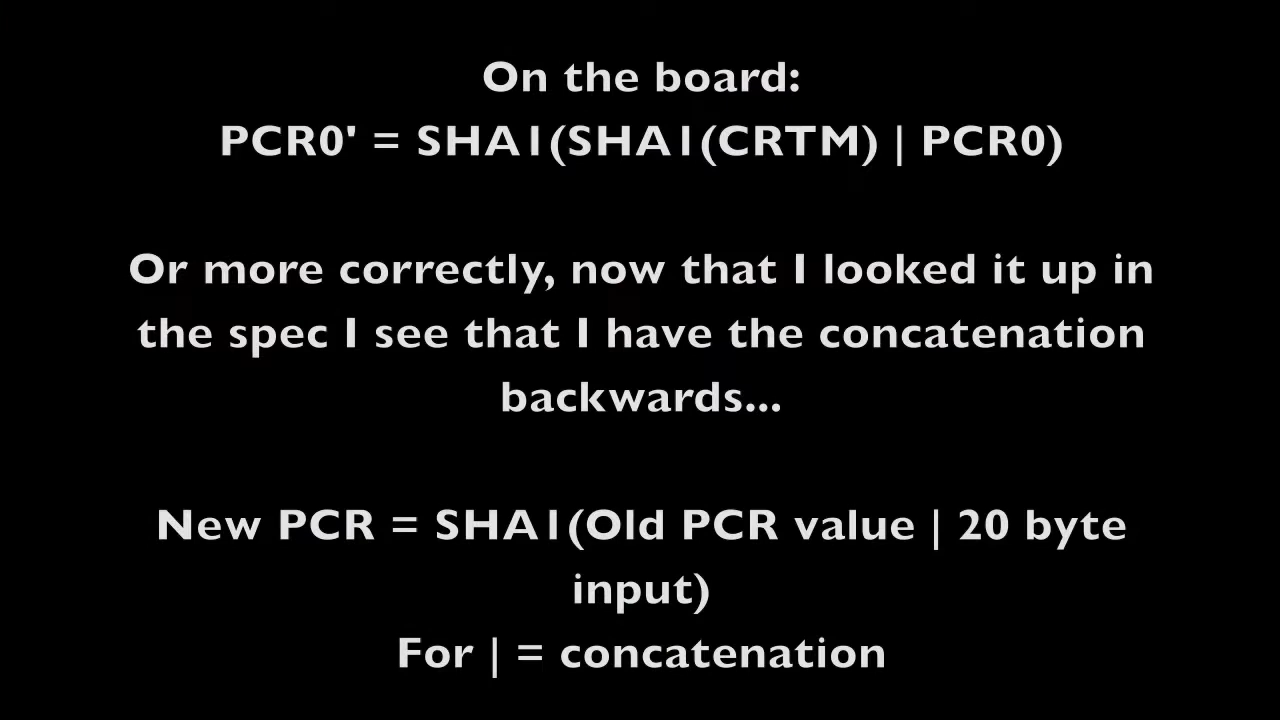 On the board:
PCR0' = SHA1(SHA1(CRTM) | PCR0)
Or more correctly, now that I looked it up in
the spec I see that I have the concatenation
backwards...
New PCR = SHA1(Old PCR value | 20 byte
input)
For | = concatenation